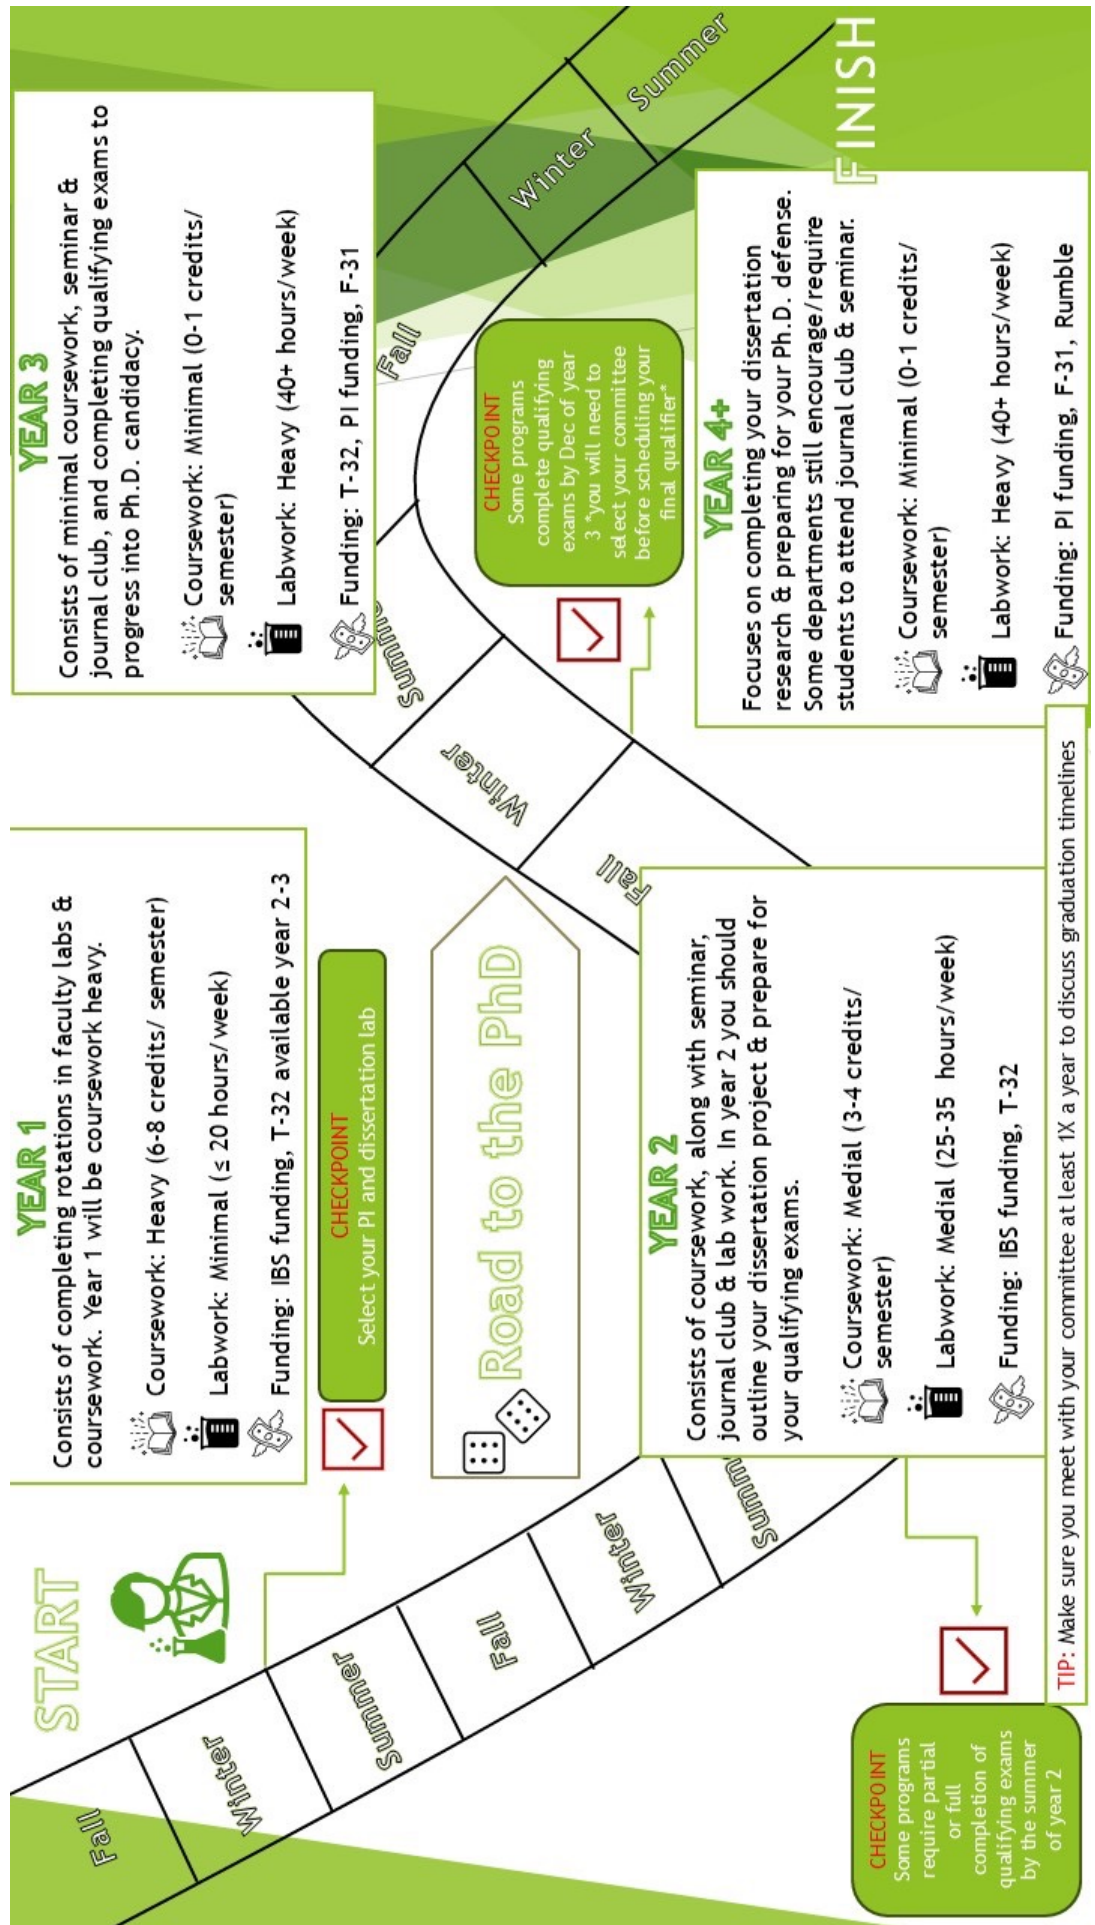 START
Fall
Winter
Summer
Fall
Winter
Summ
Fall
Winter
Summe
Fall
Winter
Summer
FINISH
YEAR 1
Consists of completing rotations in faculty labs &
coursework. Year 1 will be coursework heavy.
Coursework: Heavy (6-8 credits/ semester)
Labwork: Minimal (≤ 20 hours/week)
Funding: IBS funding, T-32 available year 2-3
CHECKPOINT
Select your PI and dissertation lab
Road to the PhD
YEAR 2
Consists of coursework, along with seminar,
journal club & lab work. In year 2 you should
outline your dissertation project & prepare for
your qualifying exams.
Coursework: Medial (3-4 credits/
semester)
Labwork: Medial (25-35 hours/week)
Funding: IBS funding, T-32
CHECKPOINT
Some programs
require partial
or full
completion of
qualifying exams
by the summer
of year 2
YEAR 3
Consists of minimal coursework, seminar &
journal club, and completing qualifying exams to
progress into Ph.D. candidacy.
Coursework: Minimal (0-1 credits/
semester)
Labwork: Heavy (40+ hours/week)
Funding: T-32, PI funding, F-31
CHECKPOINT
Some programs
complete qualifying
exams by Dec of year
3 *you will need to
select your committee
before scheduling your
final qualifier*
YEAR 4+
Focuses on completing your dissertation
research & preparing for your Ph.D. defense.
Some departments still encourage/require
students to attend journal club & seminar.
Coursework: Minimal (0-1 credits/
semester)
Labwork: Heavy (40+ hours/week)
Funding: PI funding, F-31, Rumble
TIP: Make sure you meet with your committee at least 1X a year to discuss graduation timelines